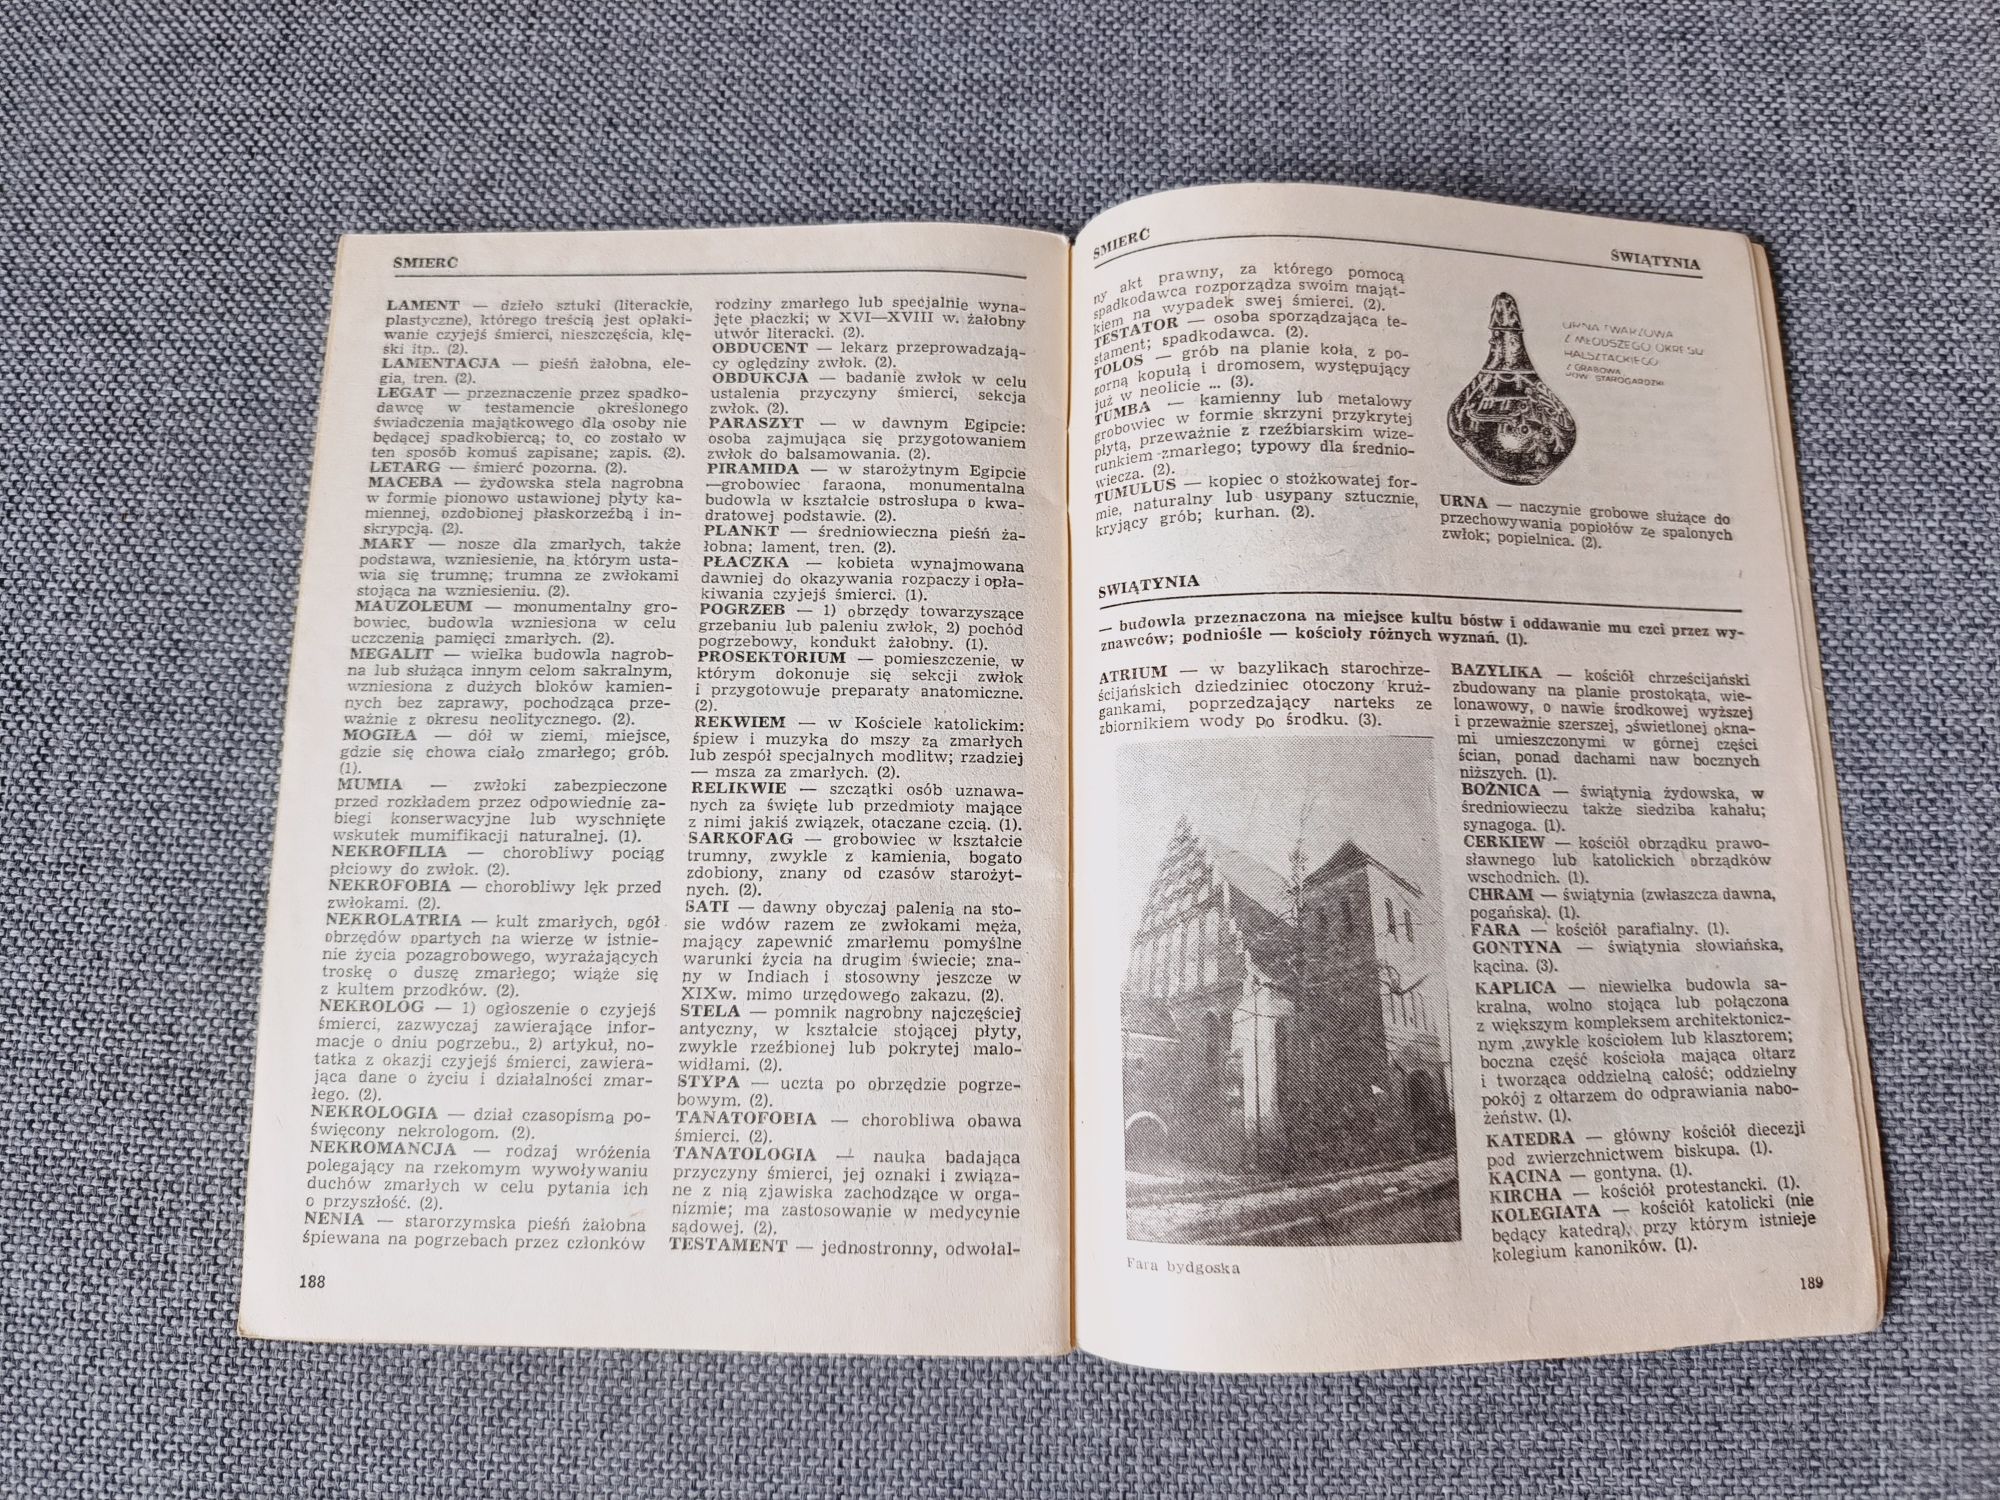 ŚMIERĆ
LAMENT — dzieło sztuki (literackie,
plastyczne), którego treścią jest opłaki-
wanie czyjejś śmierci, nieszczęścia, klę-
ski itp.. (2).
LAMENTACJA — pieśń żałobna, ele-
gia, tren. (2).
LEGAT — przeznaczenie przez spadko-
dawcę w testamencie określonego
świadczenia majątkowego dla osoby nie
będącej spadkobiercą; to, co zostało w
ten sposób komuś zapisane; zapis. (2).
LETARG — śmierć pozorna. (2).
MACEBA — żydowska stela nagrobna
w formie pionowo ustawionej płyty ka-
miennej, ozdobionej płaskorzeźbą i in-
skrypcją. (2).
MARY — nosze dla zmarłych, także
podstawa, wzniesienie, na którym usta-
wia się trumnę; trumna ze zwłokami
stojąca na wzniesieniu. (2).
MAUZOLEUM — monumentalny gro-
bowiec, budowla wzniesiona w celu
uczczenia pamięci zmarłych. (2).
MEGALIT — wielka budowla nagrob-
na lub służąca innym celom sakralnym,
wzniesiona z dużych bloków kamien-
nych bez zaprawy, pochodząca prze-
ważnie z okresu neolitycznego. (2).
MOGIŁA — dół w ziemi, miejsce,
gdzie się chowa ciało zmarłego; grób.
(1).
MUMIA — zwłoki zabezpieczone
przed rozkładem przez odpowiednie za-
biegi konserwacyjne lub wyschnięte
wskutek mumifikacji naturalnej. (1).
NEKROFILIA — chorobliwy pociąg
płciowy do zwłok. (2).
NEKROFOBIA — chorobliwy lęk przed
zwłokami. (2).
NEKROLATRIA — kult zmarłych, ogół
obrzędów opartych na wierze w istnie-
nie życia pozagrobowego, wyrażających
troskę o duszę zmarłego; wiąże się
z kultem przodków. (2).
NEKROLOG — 1) ogłoszenie o czyjejś
śmierci, zazwyczaj zawierające infor-
macje o dniu pogrzebu., 2) artykuł, no-
tatka z okazji czyjejś śmierci, zawiera-
jąca dane o życiu i działalności zmar-
łego. (2).
NEKROLOGIA — dział czasopisma po-
święcony nekrologom. (2).
NEKROMANCJA — rodzaj wróżenia
polegający na rzekomym wywoływaniu
duchów zmarłych w celu pytania ich
o przyszłość. (2).
NENIA — starorzymska pieśń żałobna
śpiewana na pogrzebach przez członków
188
rodziny zmarłego lub specjalnie wyna-
jęte płaczki; w XVI—XVIII w. żałobny
utwór literacki. (2).
OBDUCENT — lekarz przeprowadzają-
cy oględziny zwłok. (2).
OBDUKCJA — badanie zwłok w celu
ustalenia przyczyny śmierci, sekcja
zwłok. (2).
PARASZYT — w dawnym Egipcie:
osoba zajmująca się przygotowaniem
zwłok do balsamowania. (2).
PIRAMIDA — w starożytnym Egipcie
—grobowiec faraona, monumentalna
budowla w kształcie ostrosłupa o kwa-
dratowej podstawie. (2).
PLANKT — średniowieczna pieśń ża-
łobna; lament, tren. (2).
PŁACZKA — kobieta wynajmowana
dawniej do okazywania rozpaczy i opła-
kiwania czyjejś śmierci. (1).
POGRZEB — 1) obrzędy towarzyszące
grzebaniu lub paleniu zwłok, 2) pochód
pogrzebowy, kondukt żałobny. (1).
PROSEKTORIUM — pomieszczenie, w
którym dokonuje się sekcji zwłok
i przygotowuje preparaty anatomiczne.
(2).
REKWIEM — w Kościele katolickim:
śpiew i muzyka do mszy za zmarłych
lub zespół specjalnych modlitw; rzadziej
— msza za zmarłych. (2).
RELIKWIE — szczątki osób uznawa-
nych za święte lub przedmioty mające
z nimi jakiś związek, otaczane czcią. (1).
SARKOFAG — grobowiec w kształcie
trumny, zwykle z kamienia, bogato
zdobiony, znany od czasów starożyt-
nych. (2).
SATI — dawny obyczaj palenia na sto-
sie wdów razem ze zwłokami męża,
mający zapewnić zmarłemu pomyślne
warunki życia na drugim świecie; zna-
ny w Indiach i stosowny jeszcze w
XIXw. mimo urzędowego zakazu. (2).
STELA — pomnik nagrobny najczęściej
antyczny, w kształcie stojącej płyty,
zwykle rzeźbionej lub pokrytej malo-
widłami. (2).
STYPA — uczta po obrzędzie pogrze-
bowym. (2).
TANATOFOBIA — chorobliwa obawa
śmierci. (2).
TANATOLOGIA — nauka badająca
przyczyny śmierci, jej oznaki i związa-
ne z nią zjawiska zachodzące w orga-
nizmie; ma zastosowanie w medycynie
sądowej. (2).
TESTAMENT — jednostronny, odwołal-
ŚMIERĆ
ŚWIĄTYNIA
ny akt prawny, za którego pomocą
spadkodawca rozporządza swoim mająt-
kiem na wypadek swej śmierci. (2).
TESTATOR — osoba sporządzająca te-
stament; spadkodawca. (2).
TOLOS — grób na planie koła, z po-
zorną kopułą i dromosem, występujący
już w neolicie ... (3).
TUMBA — kamienny lub metalowy
grobowiec w formie skrzyni przykrytej
płytą, przeważnie z rzeźbiarskim wize-
runkiem zmarłego; typowy dla średnio-
wiecza. (2).
TUMULUS — kopiec o stożkowatej for-
mie, naturalny lub usypany sztucznie,
kryjący grób; kurhan. (2).
URNA TWARZOWA
Z MŁODSZEGO OKRESU
HALSZTACKIEGO
Z GRABOWA
POW. STAROGARDZKI
URNA — naczynie grobowe służące do
przechowywania popiołów ze spalonych
zwłok; popielnica. (2).
ŚWIĄTYNIA
— budowla przeznaczona na miejsce kultu bóstw i oddawanie mu czci przez wy-
znawców; podniośle — kościoły różnych wyznań. (1).
ATRIUM — w bazylikach starochrze-
ścijańskich dziedziniec otoczony kruż-
gankami, poprzedzający narteks ze
zbiornikiem wody po środku. (3).
Fara bydgoska
BAZYLIKA — kościół chrześcijański
zbudowany na planie prostokąta, wie-
lonawowy, o nawie środkowej wyższej
i przeważnie szerszej, oświetlonej okna-
mi umieszczonymi w górnej części
ścian, ponad dachami naw bocznych
niższych. (1).
BOŻNICA — świątynia żydowska, w
średniowieczu także siedziba kahału;
synagoga. (1).
CERKIEW — kościół obrządku prawo-
sławnego lub katolickich obrządków
wschodnich. (1).
CHRAM — świątynia (zwłaszcza dawna,
pogańska). (1).
FARA — kościół parafialny. (1).
GONTYNA — świątynia słowiańska,
kącina. (3).
KAPLICA — niewielka budowla sa-
kralna, wolno stojąca lub połączona
z większym kompleksem architektonicz-
nym ,zwykle kościołem lub klasztorem;
boczna część kościoła mająca ołtarz
i tworząca oddzielną całość; oddzielny
pokój z ołtarzem do odprawiania nabo-
żeństw. (1).
KATEDRA — główny kościół diecezji
pod zwierzchnictwem biskupa. (1).
KĄCINA — gontyna. (1).
KIRCHA — kościół protestancki. (1).
KOLEGIATA — kościół katolicki (nie
będący katedrą), przy którym istnieje
kolegium kanoników. (1).
189